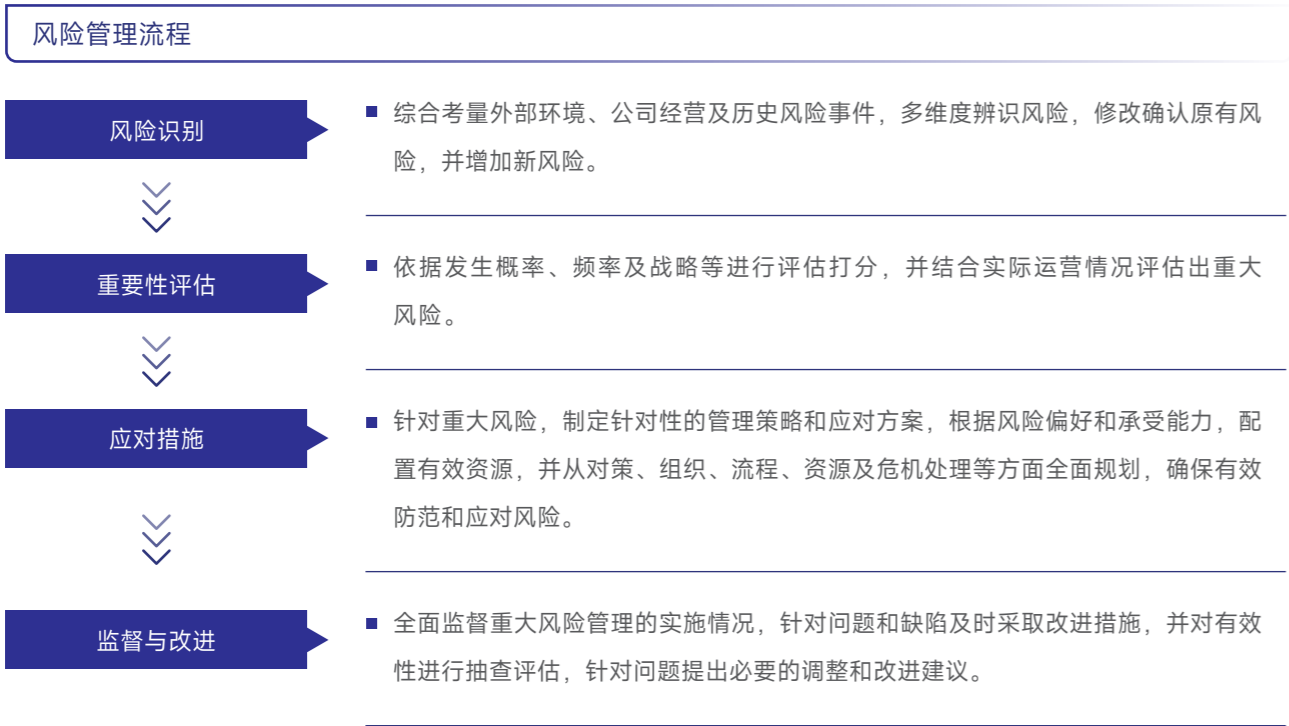 风险管理流程
风险识别
综合考量外部环境、公司经营及历史风险事件，多维度辨识风险，修改确认原有风
险，并增加新风险。
重要性评估
依据发生概率、频率及战略等进行评估打分，并结合实际运营情况评估出重大
风险。
应对措施
针对重大风险，制定针对性的管理策略和应对方案，根据风险偏好和承受能力，配
置有效资源，并从对策、组织、流程、资源及危机处理等方面全面规划，确保有效
防范和应对风险。
监督与改进
全面监督重大风险管理的实施情况，针对问题和缺陷及时采取改进措施，并对有效
性进行抽查评估，针对问题提出必要的调整和改进建议。